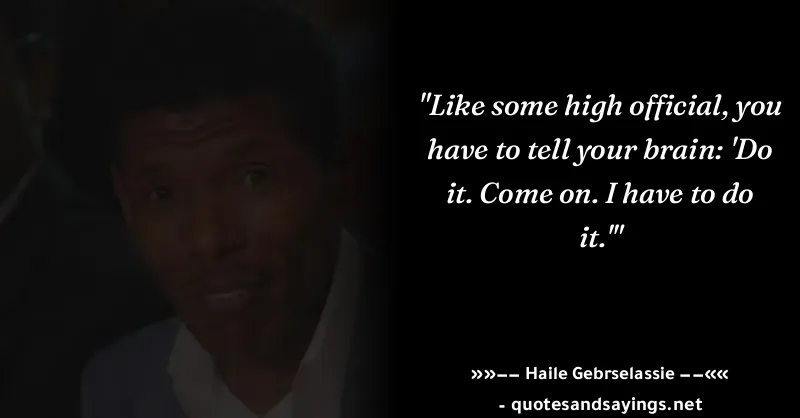 "Like some high official, you
have to tell your brain: 'Do
it. Come on. I have to do
it.'"
»»–– Haile Gebrselassie ––««
- quotesandsayings.net